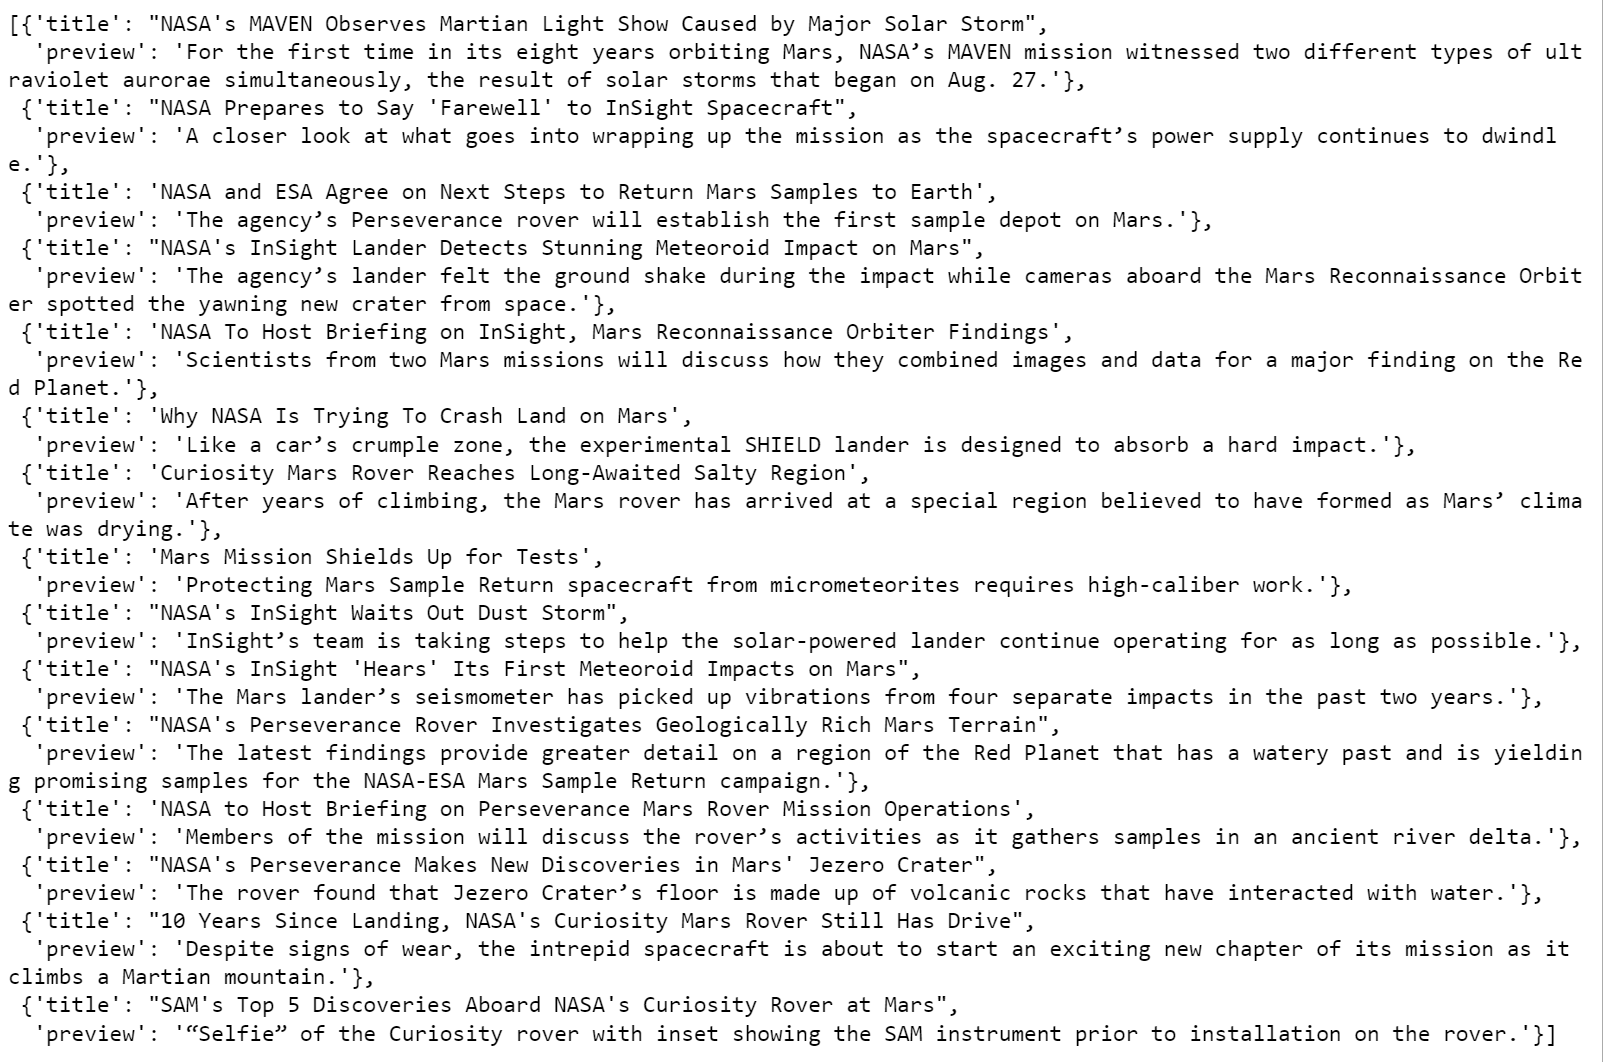 [{'title': "NASA's MAVEN Observes Martian Light Show Caused by Major Solar Storm",
  'preview': 'For the first time in its eight years orbiting Mars, NASA’s MAVEN mission witnessed two different types of ult
raviolet aurorae simultaneously, the result of solar storms that began on Aug. 27.'},
 {'title': "NASA Prepares to Say 'Farewell' to InSight Spacecraft",
  'preview': 'A closer look at what goes into wrapping up the mission as the spacecraft’s power supply continues to dwindl
e.'},
 {'title': 'NASA and ESA Agree on Next Steps to Return Mars Samples to Earth',
  'preview': 'The agency’s Perseverance rover will establish the first sample depot on Mars.'},
 {'title': "NASA's InSight Lander Detects Stunning Meteoroid Impact on Mars",
  'preview': 'The agency’s lander felt the ground shake during the impact while cameras aboard the Mars Reconnaissance Orbit
er spotted the yawning new crater from space.'},
 {'title': 'NASA To Host Briefing on InSight, Mars Reconnaissance Orbiter Findings',
  'preview': 'Scientists from two Mars missions will discuss how they combined images and data for a major finding on the Re
d Planet.'},
 {'title': 'Why NASA Is Trying To Crash Land on Mars',
  'preview': 'Like a car’s crumple zone, the experimental SHIELD lander is designed to absorb a hard impact.'},
 {'title': 'Curiosity Mars Rover Reaches Long-Awaited Salty Region',
  'preview': 'After years of climbing, the Mars rover has arrived at a special region believed to have formed as Mars’ clima
te was drying.'},
 {'title': 'Mars Mission Shields Up for Tests',
  'preview': 'Protecting Mars Sample Return spacecraft from micrometeorites requires high-caliber work.'},
 {'title': "NASA's InSight Waits Out Dust Storm",
  'preview': 'InSight’s team is taking steps to help the solar-powered lander continue operating for as long as possible.'},
 {'title': "NASA's InSight 'Hears' Its First Meteoroid Impacts on Mars",
  'preview': 'The Mars lander’s seismometer has picked up vibrations from four separate impacts in the past two years.'},
 {'title': "NASA's Perseverance Rover Investigates Geologically Rich Mars Terrain",
  'preview': 'The latest findings provide greater detail on a region of the Red Planet that has a watery past and is yieldin
g promising samples for the NASA-ESA Mars Sample Return campaign.'},
 {'title': 'NASA to Host Briefing on Perseverance Mars Rover Mission Operations',
  'preview': 'Members of the mission will discuss the rover’s activities as it gathers samples in an ancient river delta.'},
 {'title': "NASA's Perseverance Makes New Discoveries in Mars' Jezero Crater",
  'preview': 'The rover found that Jezero Crater’s floor is made up of volcanic rocks that have interacted with water.'},
 {'title': "10 Years Since Landing, NASA's Curiosity Mars Rover Still Has Drive",
  'preview': 'Despite signs of wear, the intrepid spacecraft is about to start an exciting new chapter of its mission as it
climbs a Martian mountain.'},
 {'title': "SAM's Top 5 Discoveries Aboard NASA's Curiosity Rover at Mars",
  'preview': '“Selfie” of the Curiosity rover with inset showing the SAM instrument prior to installation on the rover.'}]